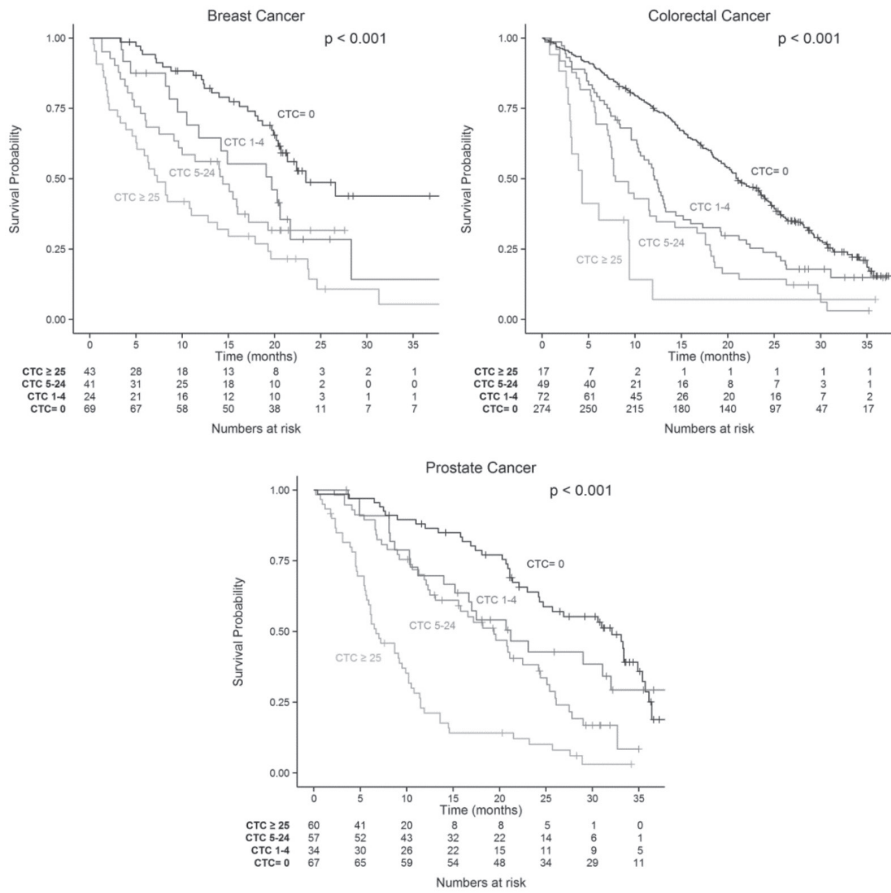 Breast Cancer
p < 0.001
Survival Probability
1.00
0.75
0.50
0.25
0.00
CTC= 0
CTC 1-4
CTC 5-24
CTC ≥ 25
0 5 10 15 20 25 30 35
Time (months)
CTC ≥ 25 43 28 18 13 8 3 2 1
CTC 5-24 41 31 25 18 10 2 0 0
CTC 1-4 24 21 16 12 10 3 1 1
CTC= 0 69 67 58 50 38 11 7 7
Numbers at risk
Colorectal Cancer
p < 0.001
Survival Probability
1.00
0.75
0.50
0.25
0.00
CTC= 0
CTC 1-4
CTC 5-24
CTC ≥ 25
0 5 10 15 20 25 30 35
Time (months)
CTC ≥ 25 17 7 2 1 1 1 1 1
CTC 5-24 49 40 21 16 8 7 3 1
CTC 1-4 72 61 45 26 20 16 7 2
CTC= 0 274 250 215 180 140 97 47 17
Numbers at risk
Prostate Cancer
p < 0.001
Survival Probability
1.00
0.75
0.50
0.25
0.00
CTC= 0
CTC 1-4
CTC 5-24
CTC ≥ 25
0 5 10 15 20 25 30 35
Time (months)
CTC ≥ 25 60 41 20 8 8 5 1 0
CTC 5-24 57 52 43 32 22 14 6 1
CTC 1-4 34 30 26 22 15 11 9 5
CTC= 0 67 65 59 54 48 34 29 11
Numbers at risk